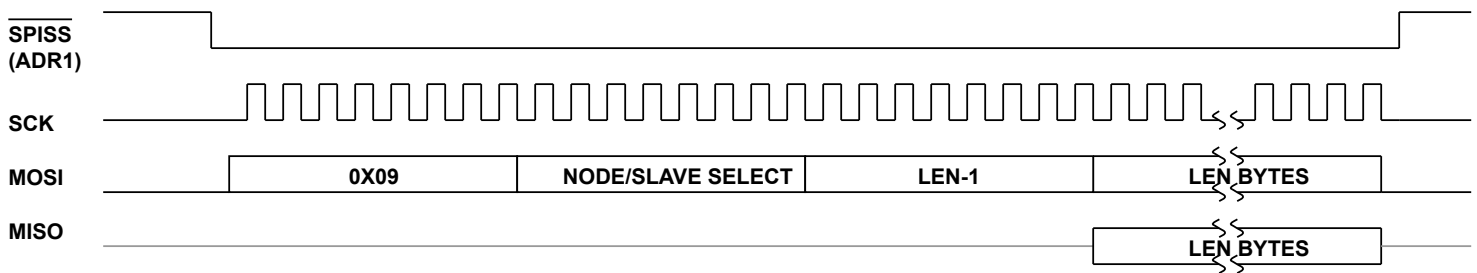 SPISS
(ADR1)
SCK
MOSI
0X09
NODE/SLAVE SELECT
LEN-1
LEN BYTES
MISO
LEN BYTES